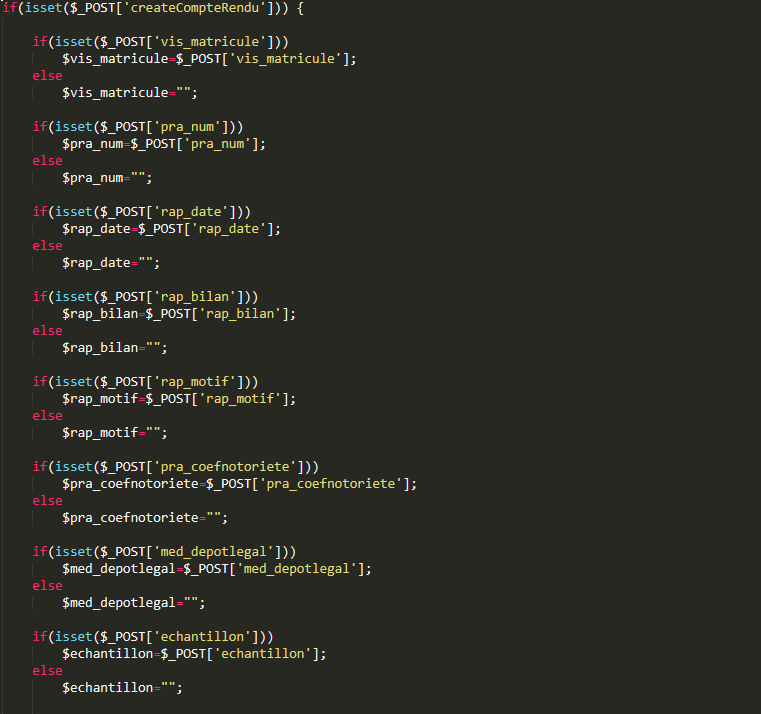 if(isset($_POST['createCompteRendu'])) {
if(isset($_POST['vis_matricule']))
$vis_matricule=$_POST['vis_matricule'];
else
$vis_matricule="";
if(isset($_POST['pra_num']))
$pra_num=$_POST['pra_num'];
else
$pra_num="";
if(isset($_POST['rap_date']))
$rap_date=$_POST['rap_date'];
else
$rap_date="";
if(isset($_POST['rap_bilan']))
$rap_bilan=$_POST['rap_bilan'];
else
$rap_bilan="";
if(isset($_POST['rap_motif']))
$rap_motif=$_POST['rap_motif'];
else
$rap_motif="";
if(isset($_POST['pra_coefnotoriete']))
$pra_coefnotoriete=$_POST['pra_coefnotoriete'];
else
$pra_coefnotoriete="";
if(isset($_POST['med_depotlegal']))
$med_depotlegal=$_POST['med_depotlegal'];
else
$med_depotlegal="";
if(isset($_POST['echantillon']))
$echantillon=$_POST['echantillon'];
else
$echantillon="";